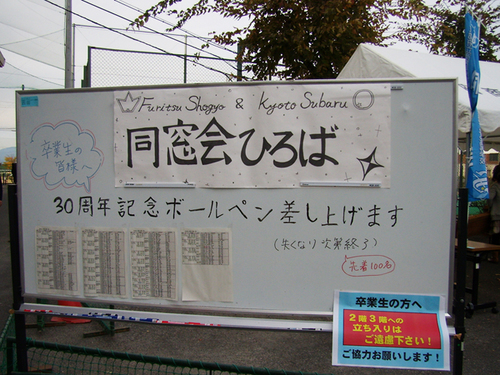 Furitsu Shogyo & Kyoto Subaru
同窓会ひろば
卒業生の
皆様へ
30周年記念ボールペン差し上げます
(失くなり次第終了)
先着100名
卒業生の方へ
2階3階への
立ち入りは
ご遠慮下さい!
ご協力お願いします!